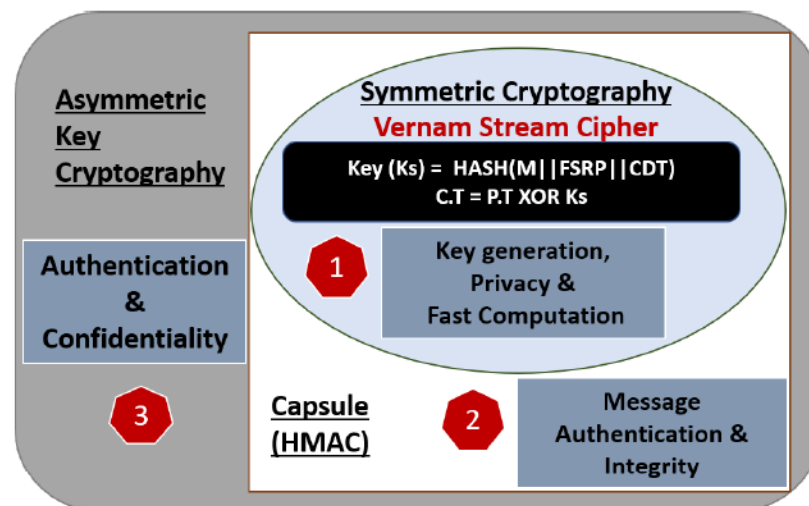 Asymmetric
Key
Cryptography
Authentication
&
Confidentiality
3
Symmetric Cryptography
Vernam Stream Cipher
Key (Ks) = HASH(M||FSRP||CDT)
C.T = P.T XOR Ks
1
Key generation,
Privacy &
Fast Computation
Capsule
(HMAC)
2
Message
Authentication &
Integrity